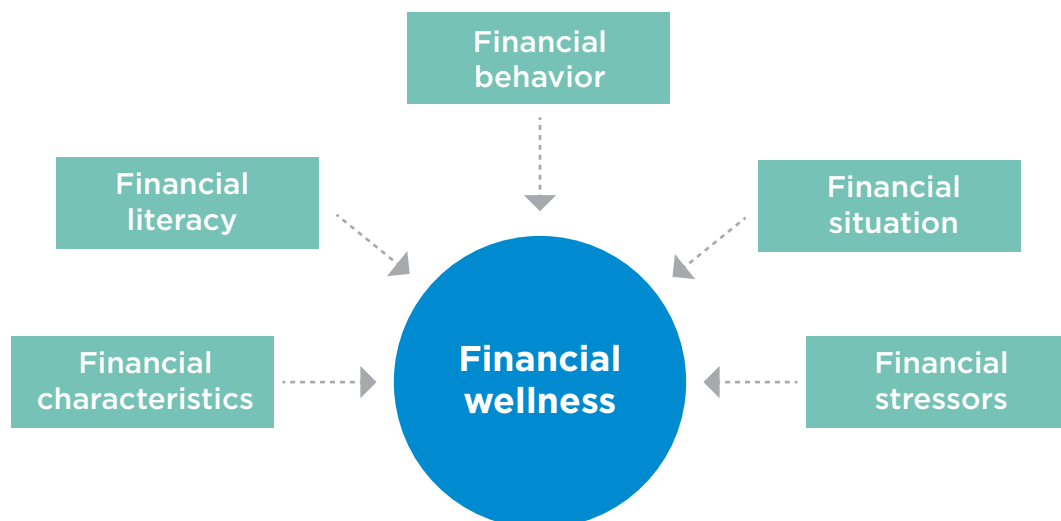 Financial
behavior
Financial
literacy
Financial
situation
Financial
characteristics
Financial
wellness
Financial
stressors